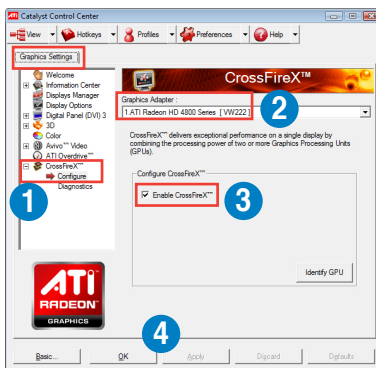 Catalyst Control Center
View Hotkeys Profiles Preferences Help
Graphics Settings
Welcome
Information Center
Displays Manager
Display Options
Digital Panel (DVI) 3
3D
Color
Avivo™ Video
ATI Overdrive™
CrossFireX™
Configure
Diagnostics
1
ATI
RADEON
GRAPHICS
CrossFireX™
Graphics Adapter :
1.ATI Radeon HD 4800 Series [ VW222 ]
2
CrossFireX™ delivers exceptional performance on a single display by
combining the processing power of two or more Graphics Processing Units
(GPUs).
Configure CrossFireX™
Enable CrossFireX™
3
Identify GPU
4
Basic... OK Apply Discard Defaults